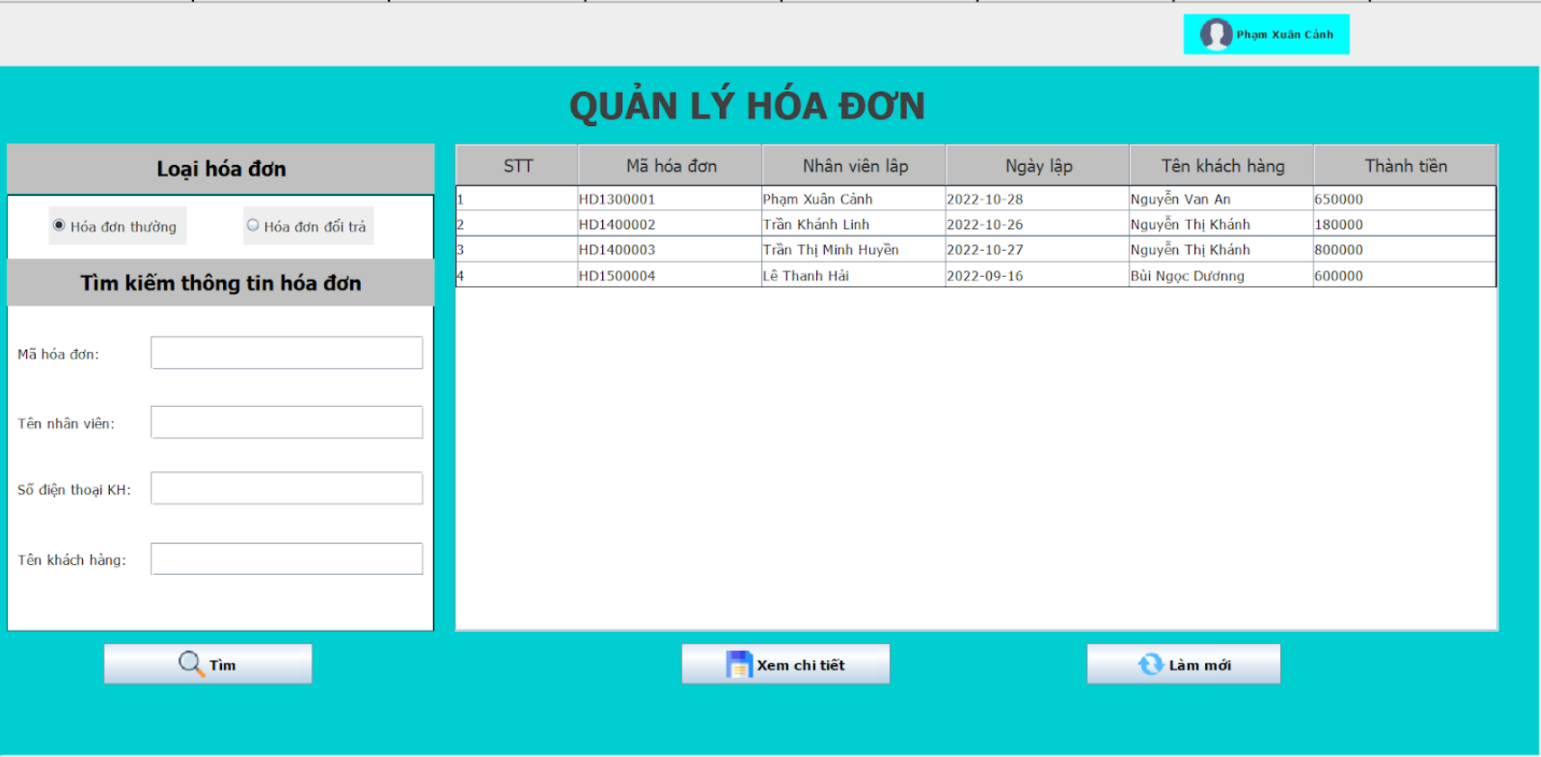 Phạm Xuân Cảnh
QUẢN LÝ HÓA ĐƠN
Loại hóa đơn
Hóa đơn thường Hóa đơn đổi trả
Tìm kiếm thông tin hóa đơn
Mã hóa đơn:
Tên nhân viên:
Số điện thoại KH:
Tên khách hàng:
Tìm
STT Mã hóa đơn Nhân viên lập Ngày lập Tên khách hàng Thành tiền
1 HD1300001 Phạm Xuân Cảnh 2022-10-28 Nguyễn Van An 650000
2 HD1400002 Trần Khánh Linh 2022-10-26 Nguyễn Thị Khánh 180000
3 HD1400003 Trần Thị Minh Huyền 2022-10-27 Nguyễn Thị Khánh 800000
4 HD1500004 Lê Thanh Hải 2022-09-16 Bùi Ngọc Dươnng 600000
Xem chi tiết Làm mới